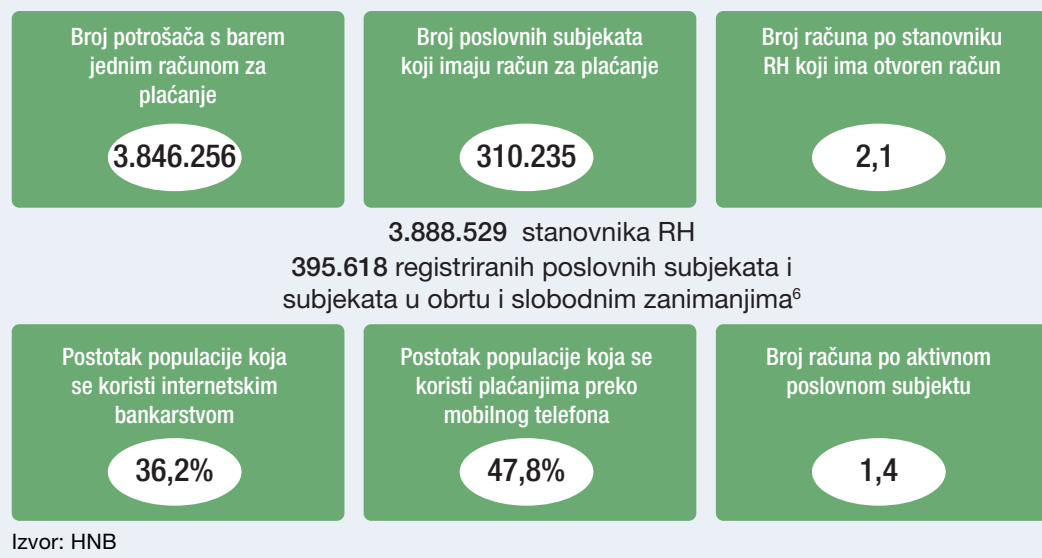 Broj potrošača s barem
jednim računom za
plaćanje
3.846.256
Broj poslovnih subjekata
koji imaju račun za plaćanje
310.235
Broj računa po stanovniku
RH koji ima otvoren račun
2,1
3.888.529 stanovnika RH
395.618 registriranih poslovnih subjekata i
subjekata u obrtu i slobodnim zanimanjima⁶
Postotak populacije koja
se koristi internetskim
bankarstvom
36,2%
Postotak populacije koja se
koristi plaćanjima preko
mobilnog telefona
47,8%
Broj računa po aktivnom
poslovnom subjektu
1,4
Izvor: HNB